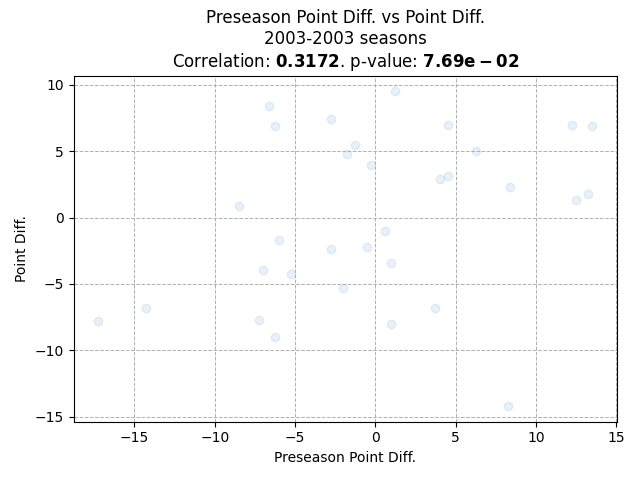 Preseason Point Diff. vs Point Diff.
2003-2003 seasons
Correlation: 0.3172. p-value: 7.69e − 02
10
5
0
−5
−10
−15
Point Diff.
−15 −10 −5 0 5 10 15
Preseason Point Diff.